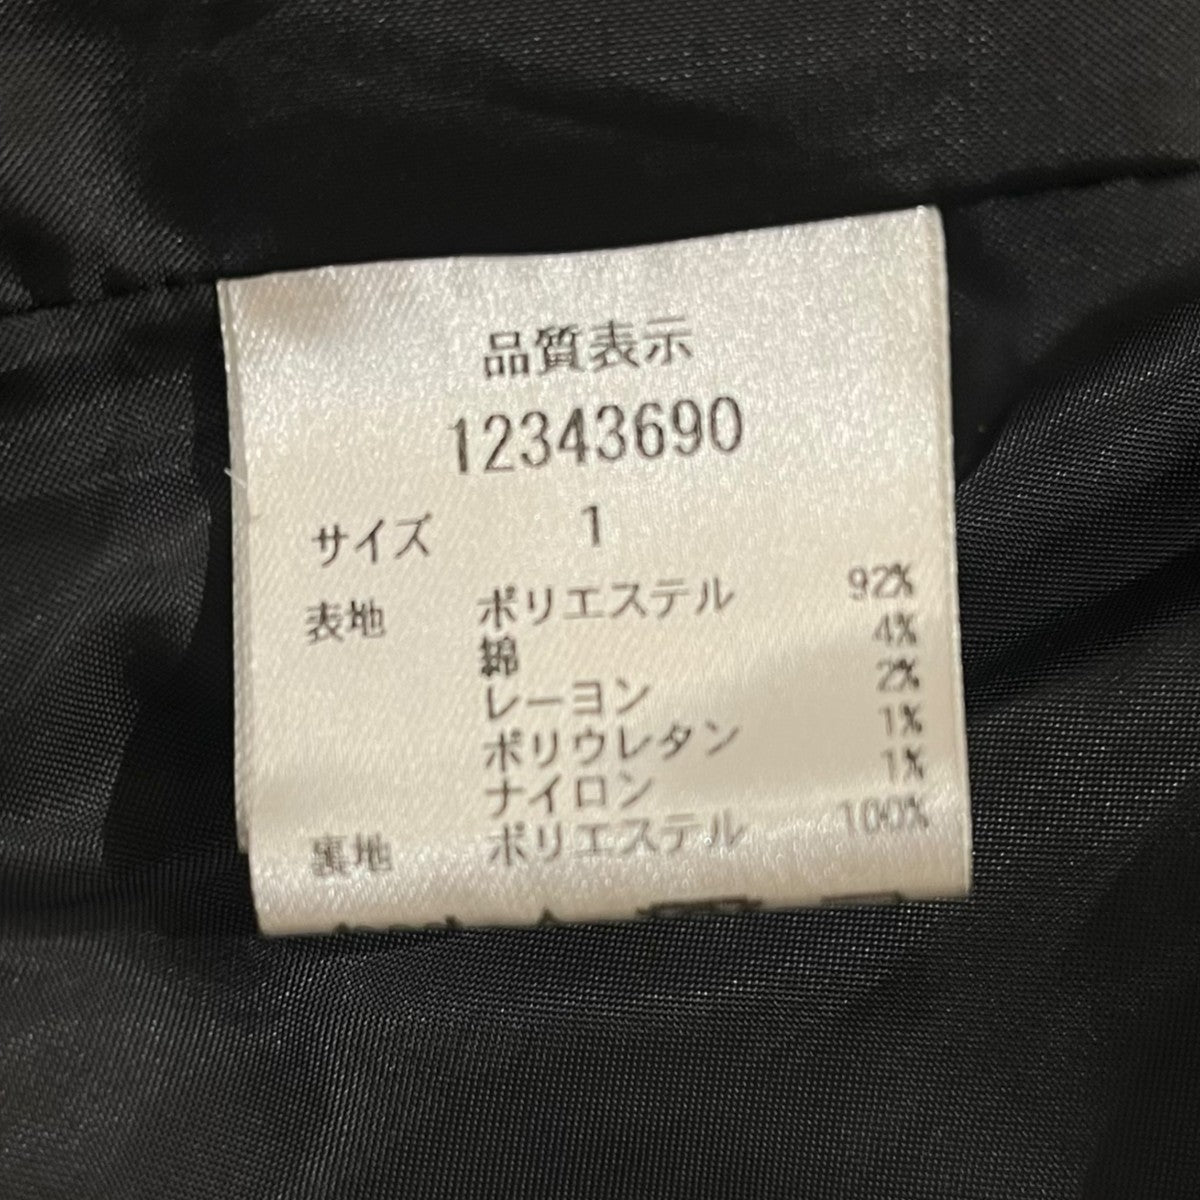 品質表示
12343690
サイズ 1
表地 ポリエステル 92%
綿 4%
レーヨン 2%
ポリウレタン 1%
ナイロン 1%
裏地 ポリエステル 100%